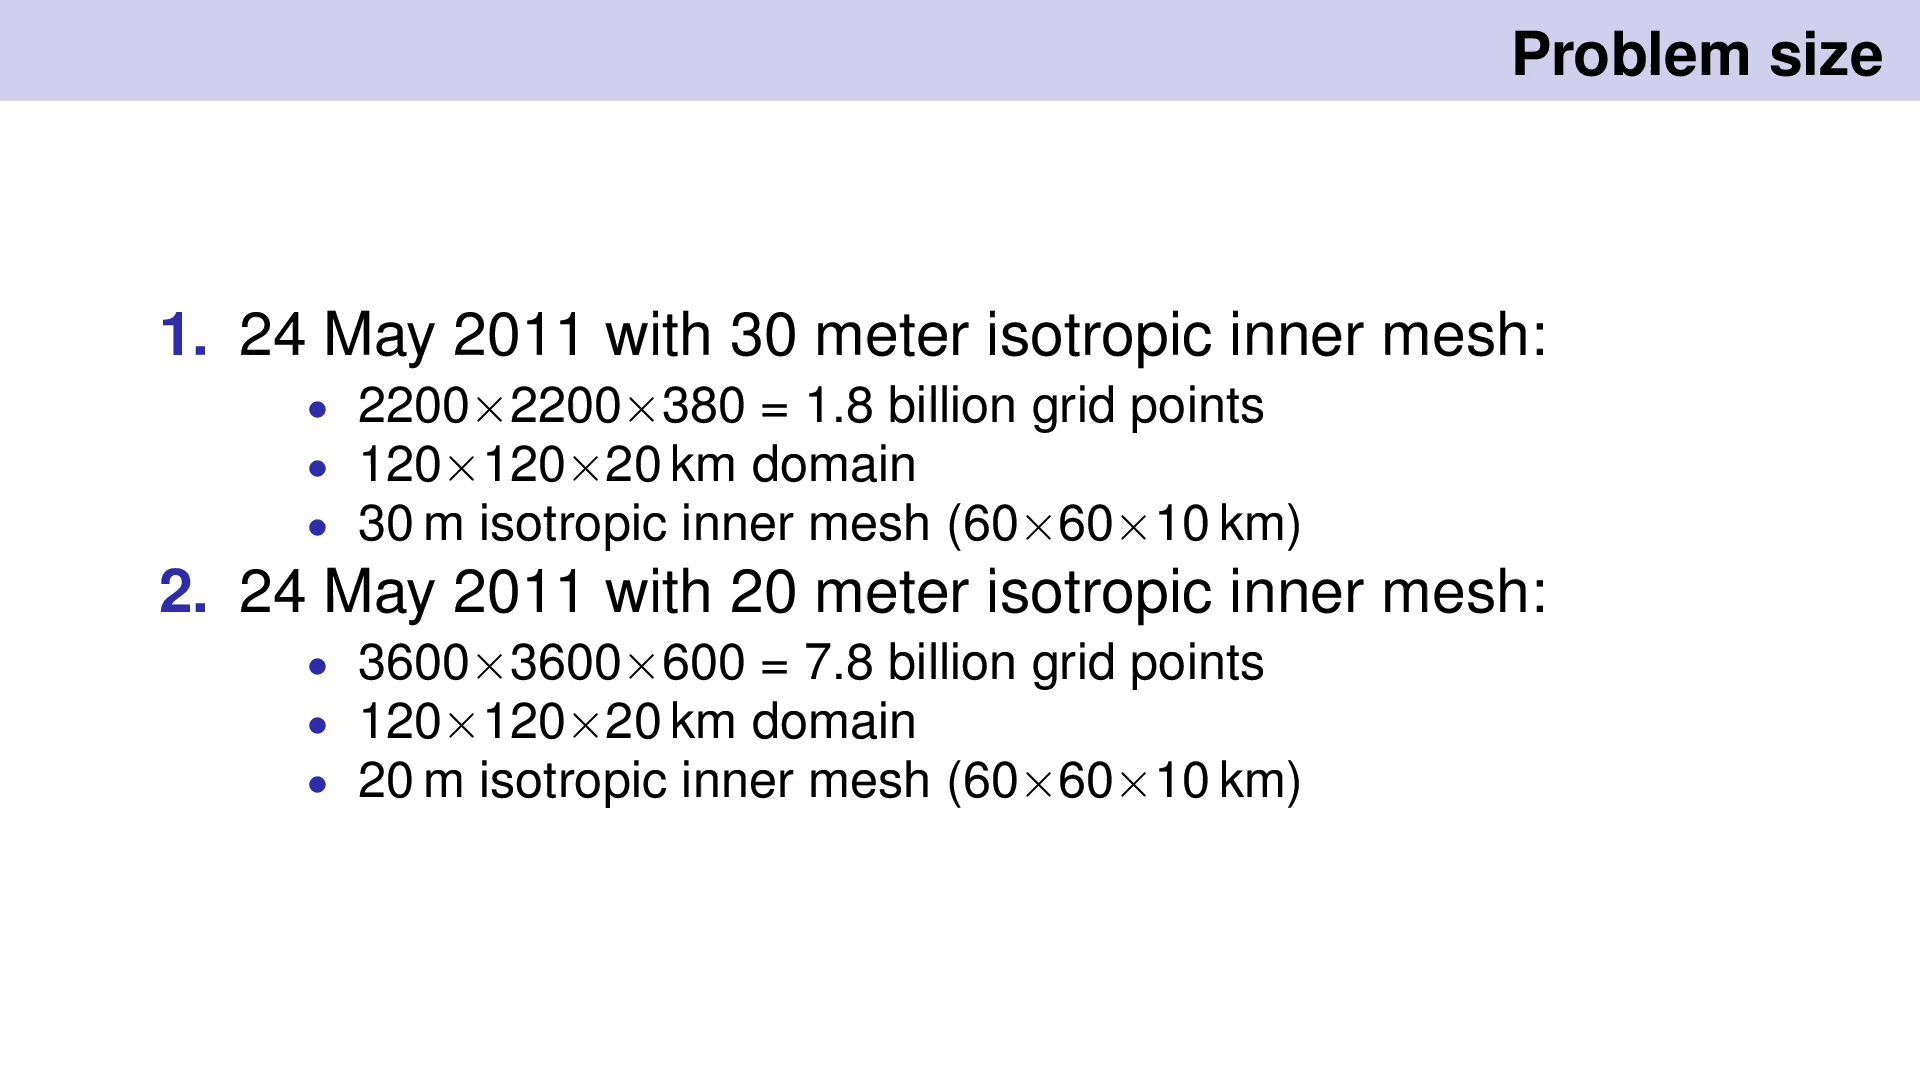 Problem size
1. 24 May 2011 with 30 meter isotropic inner mesh:
• 2200×2200×380 = 1.8 billion grid points
• 120×120×20 km domain
• 30 m isotropic inner mesh (60×60×10 km)
2. 24 May 2011 with 20 meter isotropic inner mesh:
• 3600×3600×600 = 7.8 billion grid points
• 120×120×20 km domain
• 20 m isotropic inner mesh (60×60×10 km)